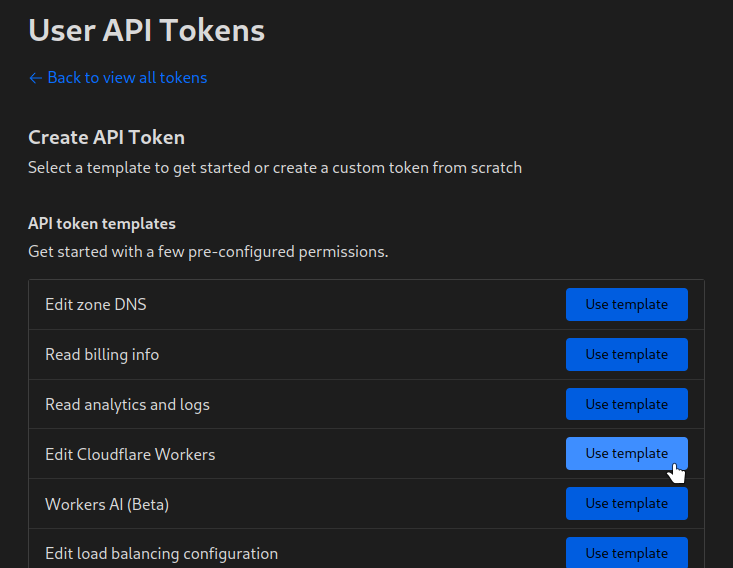 User API Tokens
← Back to view all tokens
Create API Token
Select a template to get started or create a custom token from scratch
API token templates
Get started with a few pre-configured permissions.
Edit zone DNS Use template
Read billing info Use template
Read analytics and logs Use template
Edit Cloudflare Workers Use template
Workers AI (Beta) Use template
Edit load balancing configuration Use template